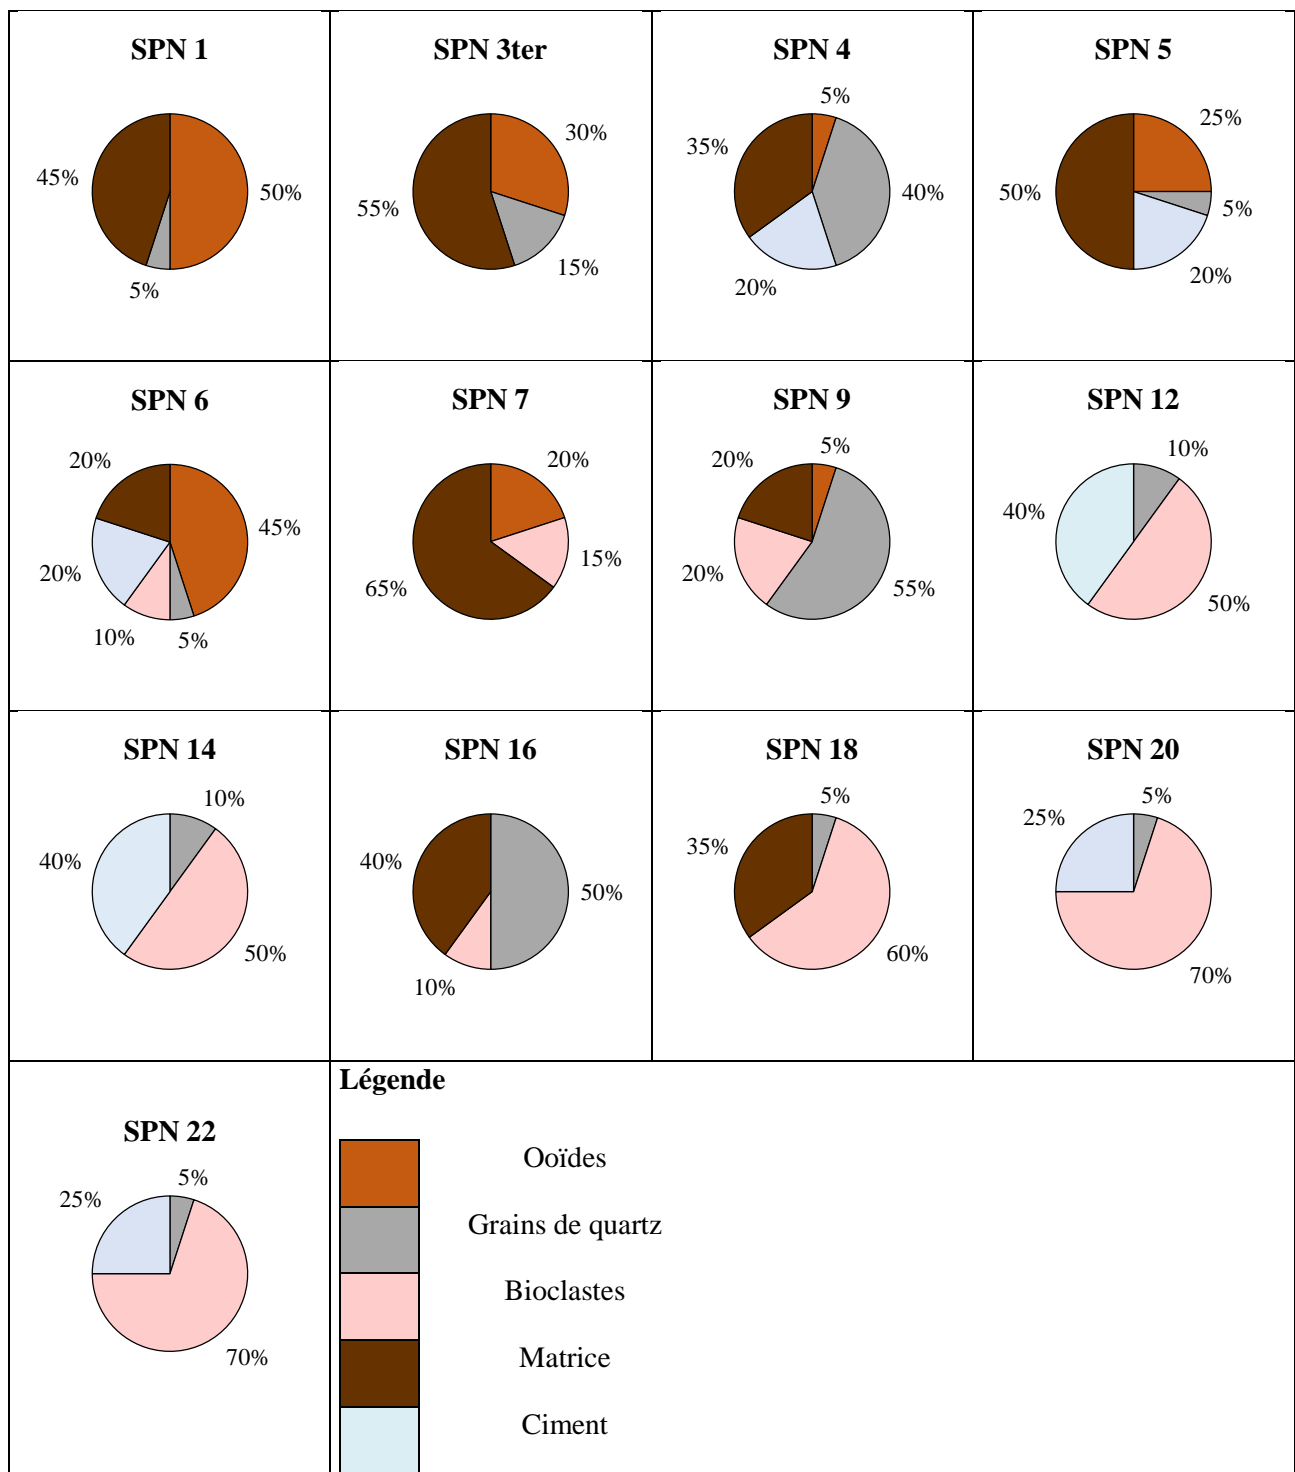 SPN 1
45%
50%
5%
SPN 3ter
30%
55%
15%
SPN 4
5%
35%
40%
20%
SPN 5
25%
50%
5%
20%
SPN 6
20%
45%
20%
10%
5%
SPN 7
20%
15%
65%
SPN 9
5%
20%
20%
55%
SPN 12
10%
40%
50%
SPN 14
10%
40%
50%
SPN 16
40%
50%
10%
SPN 18
5%
35%
60%
SPN 20
5%
25%
70%
SPN 22
5%
25%
70%
Légende
Ooïdes
Grains de quartz
Bioclastes
Matrice
Ciment